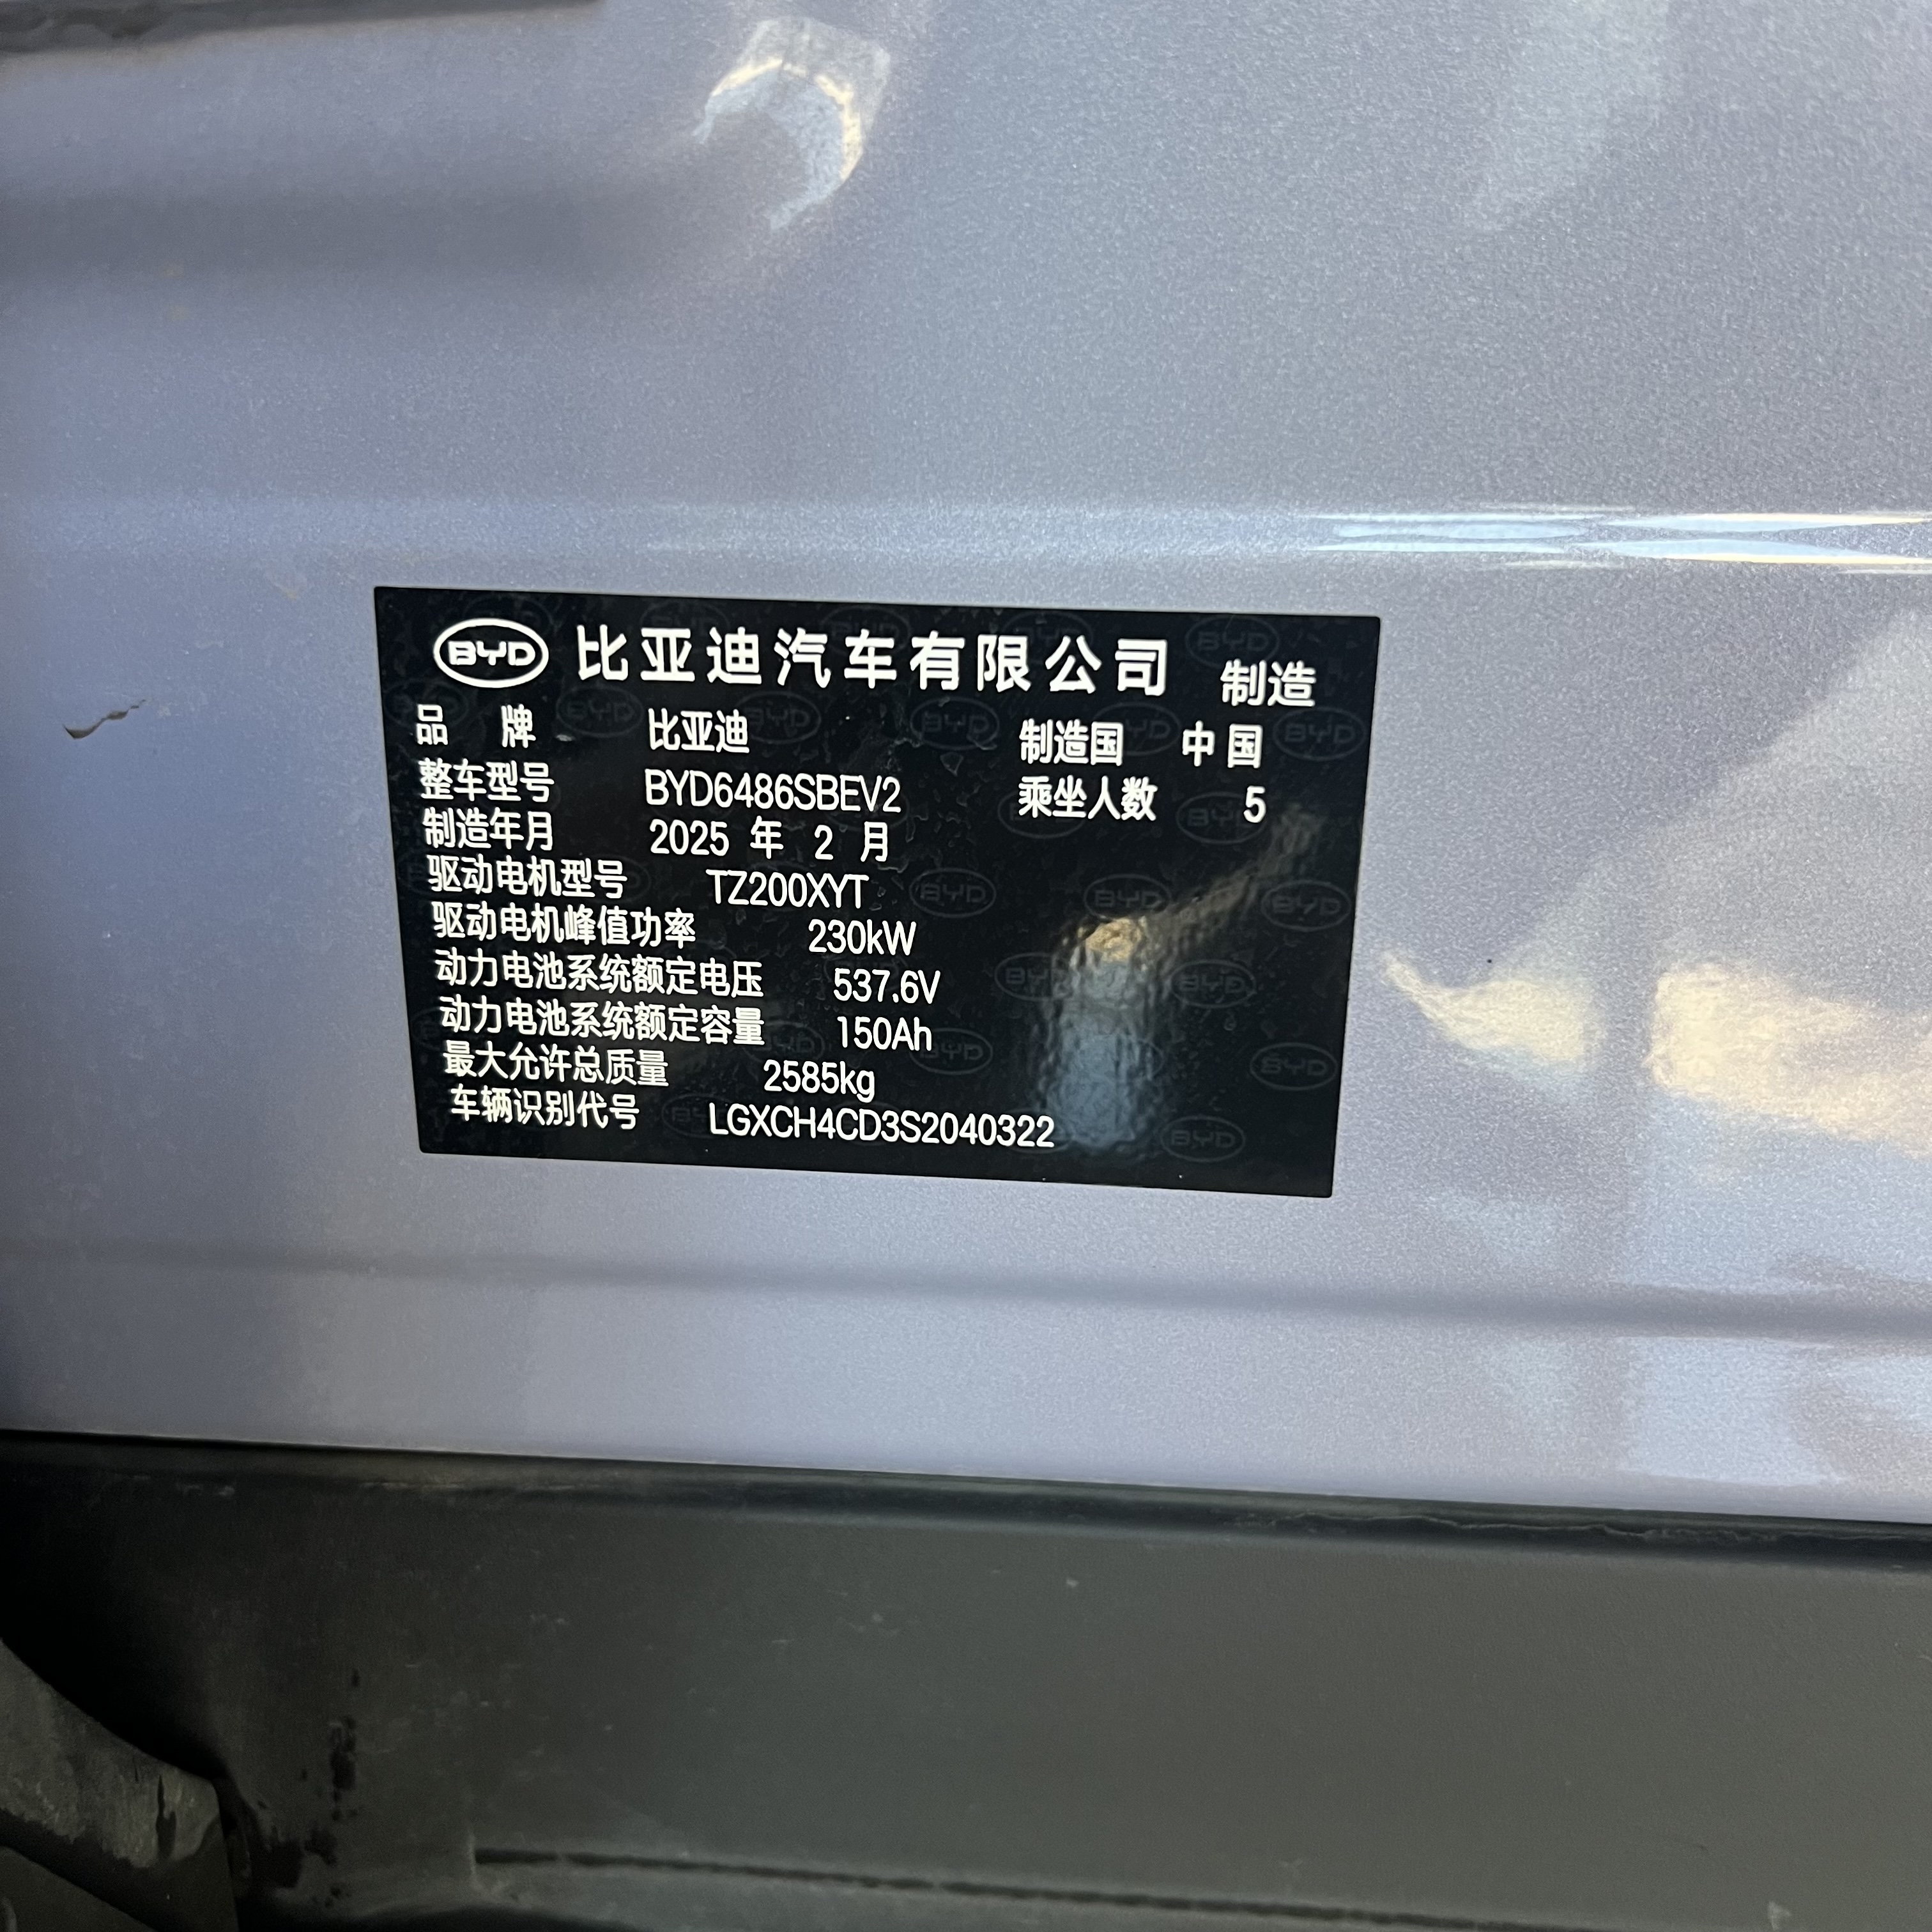 BYD 比亚迪汽车有限公司 制造
品牌 比亚迪 制造国 中国
整车型号 BYD6486SBEV2 乘坐人数 5
制造年月 2025 年 2 月
驱动电机型号 TZ200XYT
驱动电机峰值功率 230kW
动力电池系统额定电压 537.6V
动力电池系统额定容量 150Ah
最大允许总质量 2585kg
车辆识别代号 LGXCH4CD3S2040322